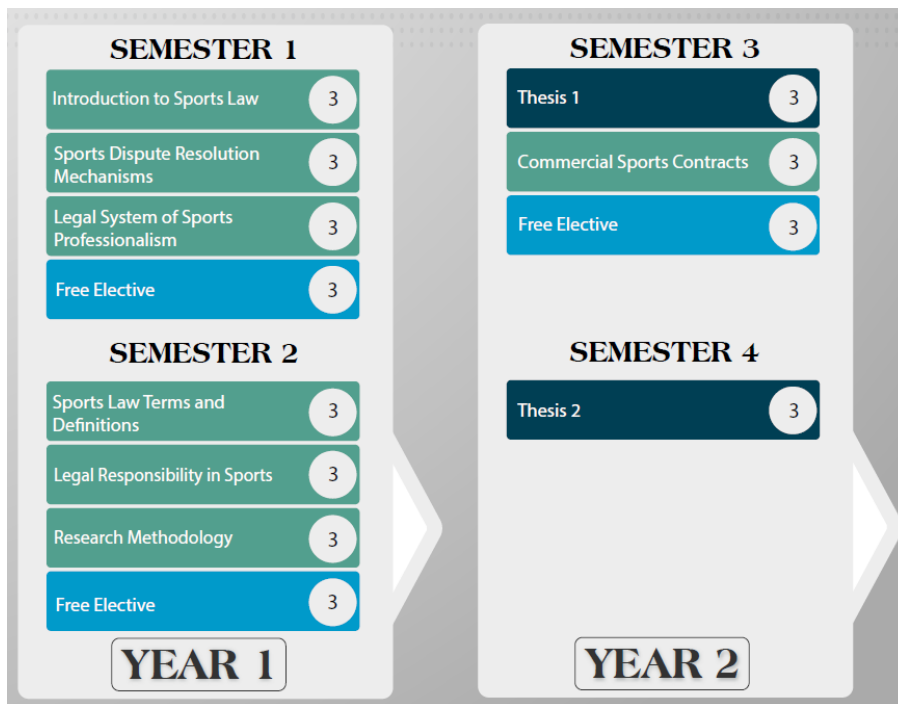 SEMESTER 1
Introduction to Sports Law
3
Sports Dispute Resolution
Mechanisms
3
Legal System of Sports
Professionalism
3
Free Elective
3
SEMESTER 2
Sports Law Terms and
Definitions
3
Legal Responsibility in Sports
3
Research Methodology
3
Free Elective
3
YEAR 1
SEMESTER 3
Thesis 1
3
Commercial Sports Contracts
3
Free Elective
3
SEMESTER 4
Thesis 2
3
YEAR 2